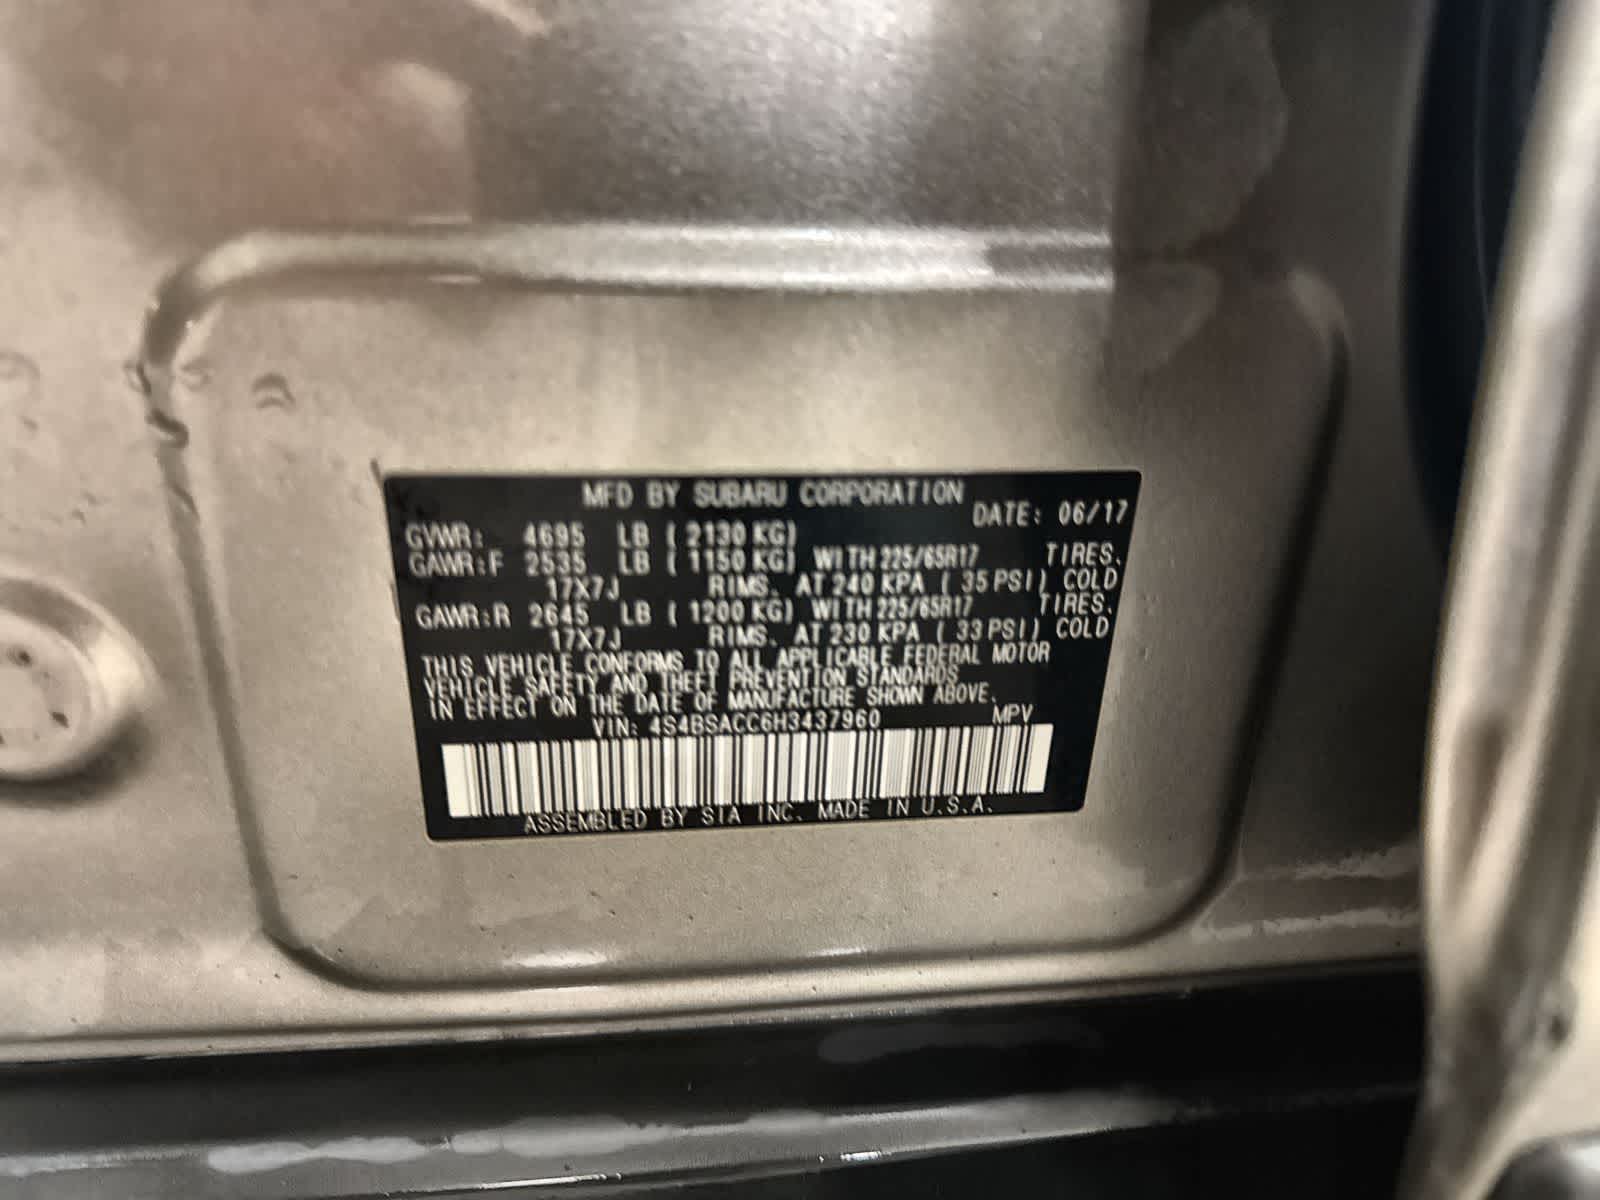 MFD BY SUBARU CORPORATION
DATE: 06/17
GVWR: 4695 LB ( 2130 KG)
GAWR:F 2535 LB ( 1150 KG) WITH 225/65R17 TIRES.
17X7J RIMS. AT 240 KPA ( 35 PSI) COLD
GAWR:R 2645 LB ( 1200 KG) WITH 225/65R17 TIRES.
17X7J RIMS. AT 230 KPA ( 33 PSI) COLD
THIS VEHICLE CONFORMS TO ALL APPLICABLE FEDERAL MOTOR
VEHICLE SAFETY AND THEFT PREVENTION STANDARDS
IN EFFECT ON THE DATE OF MANUFACTURE SHOWN ABOVE.
VIN: 4S4BSACC6H3437960 MPV
ASSEMBLED BY SIA INC. MADE IN U.S.A.